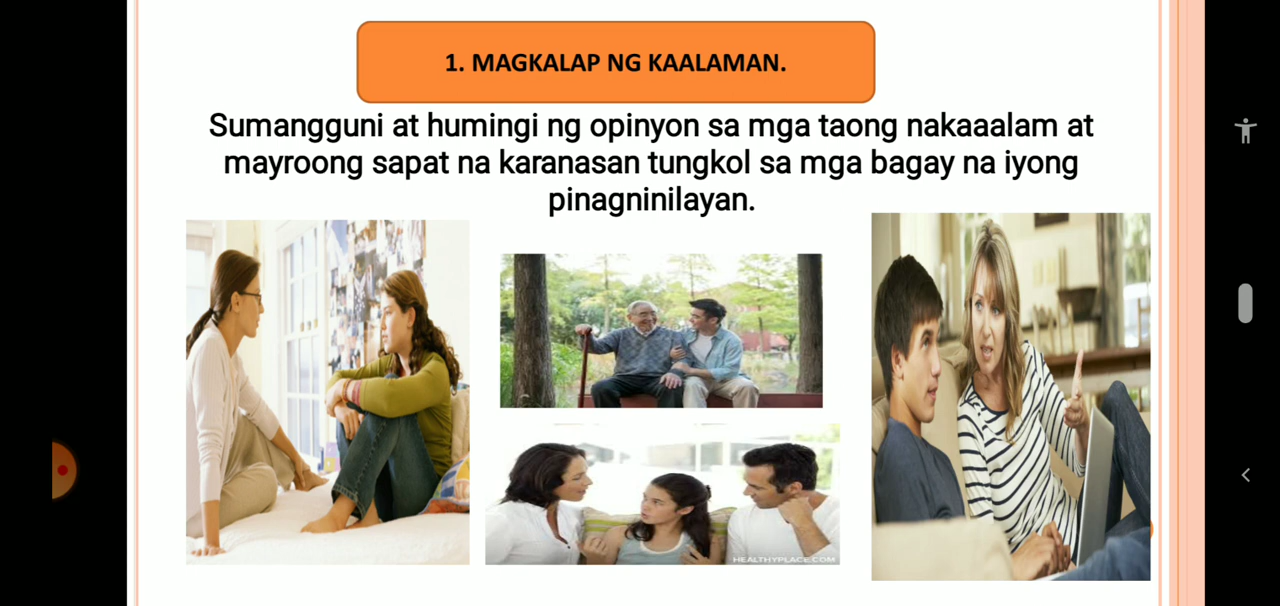 1. MAGKALAP NG KAALAMAN.
Sumangguni at humingi ng opinyon sa mga taong nakaaalam at
mayroong sapat na karanasan tungkol sa mga bagay na iyong
pinagninilayan.
HEALTHYPLACE.COM